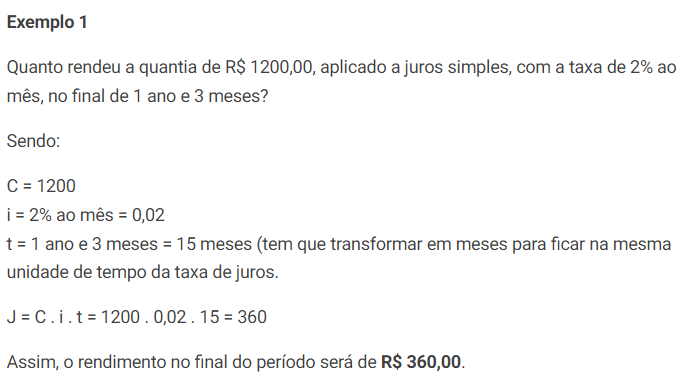 Exemplo 1
Quanto rendeu a quantia de R$ 1200,00, aplicado a juros simples, com a taxa de 2% ao
mês, no final de 1 ano e 3 meses?
Sendo:
C = 1200
i = 2% ao mês = 0,02
t = 1 ano e 3 meses = 15 meses (tem que transformar em meses para ficar na mesma
unidade de tempo da taxa de juros.
J = C . i . t = 1200 . 0,02 . 15 = 360
Assim, o rendimento no final do período será de R$ 360,00.